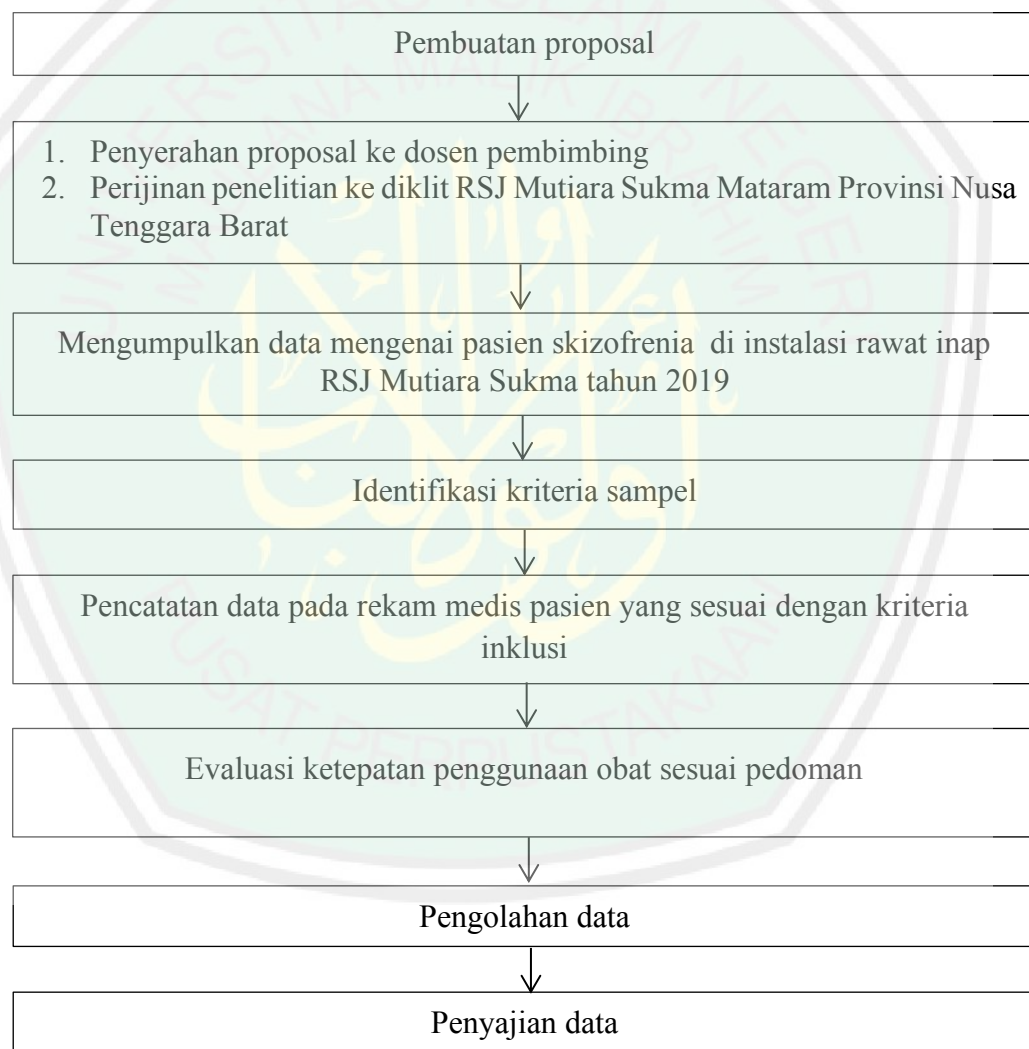 Pembuatan proposal
1. Penyerahan proposal ke dosen pembimbing
2. Perijinan penelitian ke diklit RSJ Mutiara Sukma Mataram Provinsi Nusa
Tenggara Barat
Mengumpulkan data mengenai pasien skizofrenia di instalasi rawat inap
RSJ Mutiara Sukma tahun 2019
Identifikasi kriteria sampel
Pencatatan data pada rekam medis pasien yang sesuai dengan kriteria
inklusi
Evaluasi ketepatan penggunaan obat sesuai pedoman
Pengolahan data
Penyajian data
PUSAT PERPUSTAKAAN